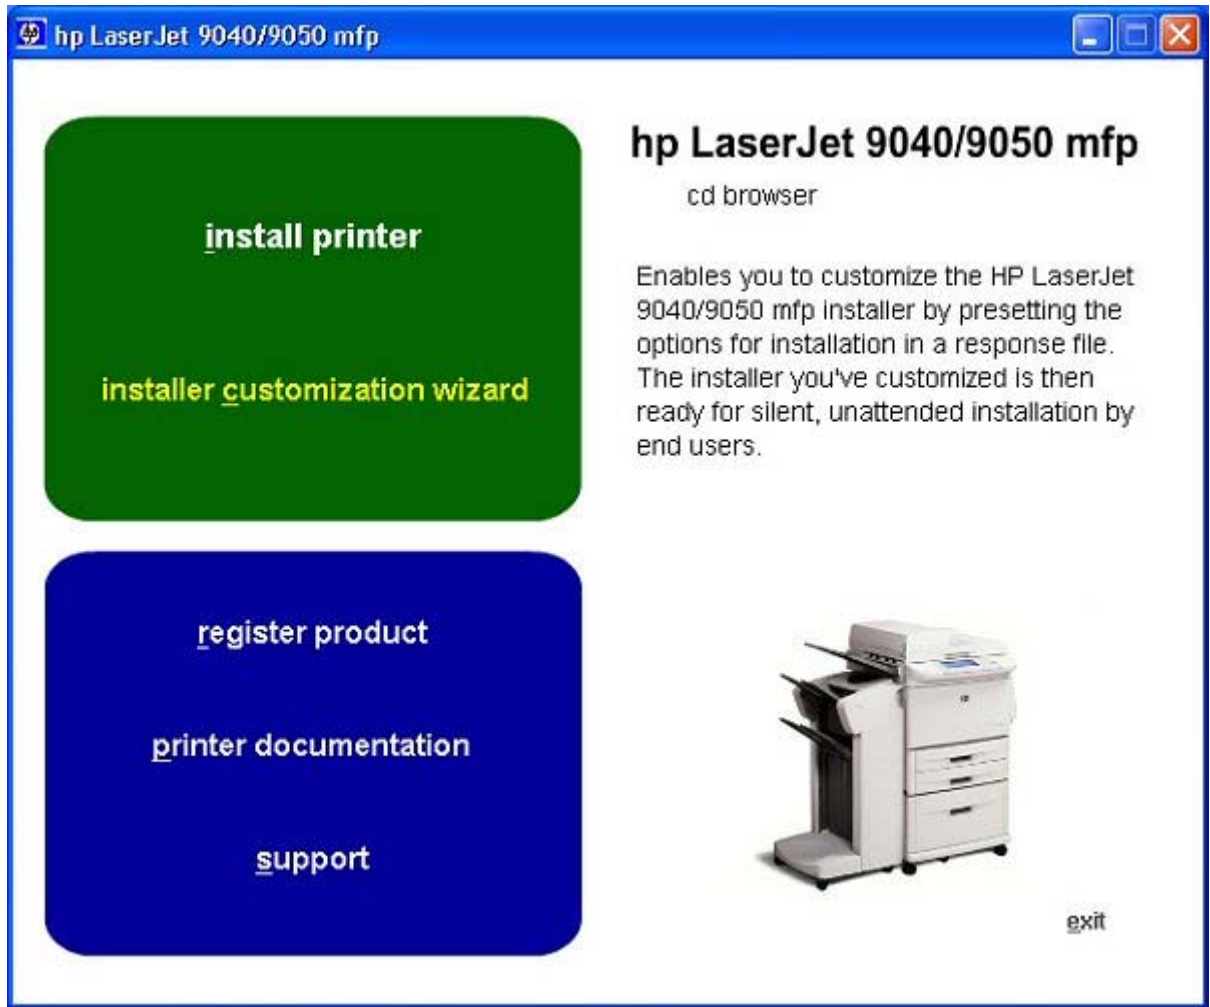 hp LaserJet 9040/9050 mfp
install printer
installer customization wizard
register product
printer documentation
support
hp LaserJet 9040/9050 mfp
cd browser
Enables you to customize the HP LaserJet
9040/9050 mfp installer by presetting the
options for installation in a response file.
The installer you've customized is then
ready for silent, unattended installation by
end users.
exit